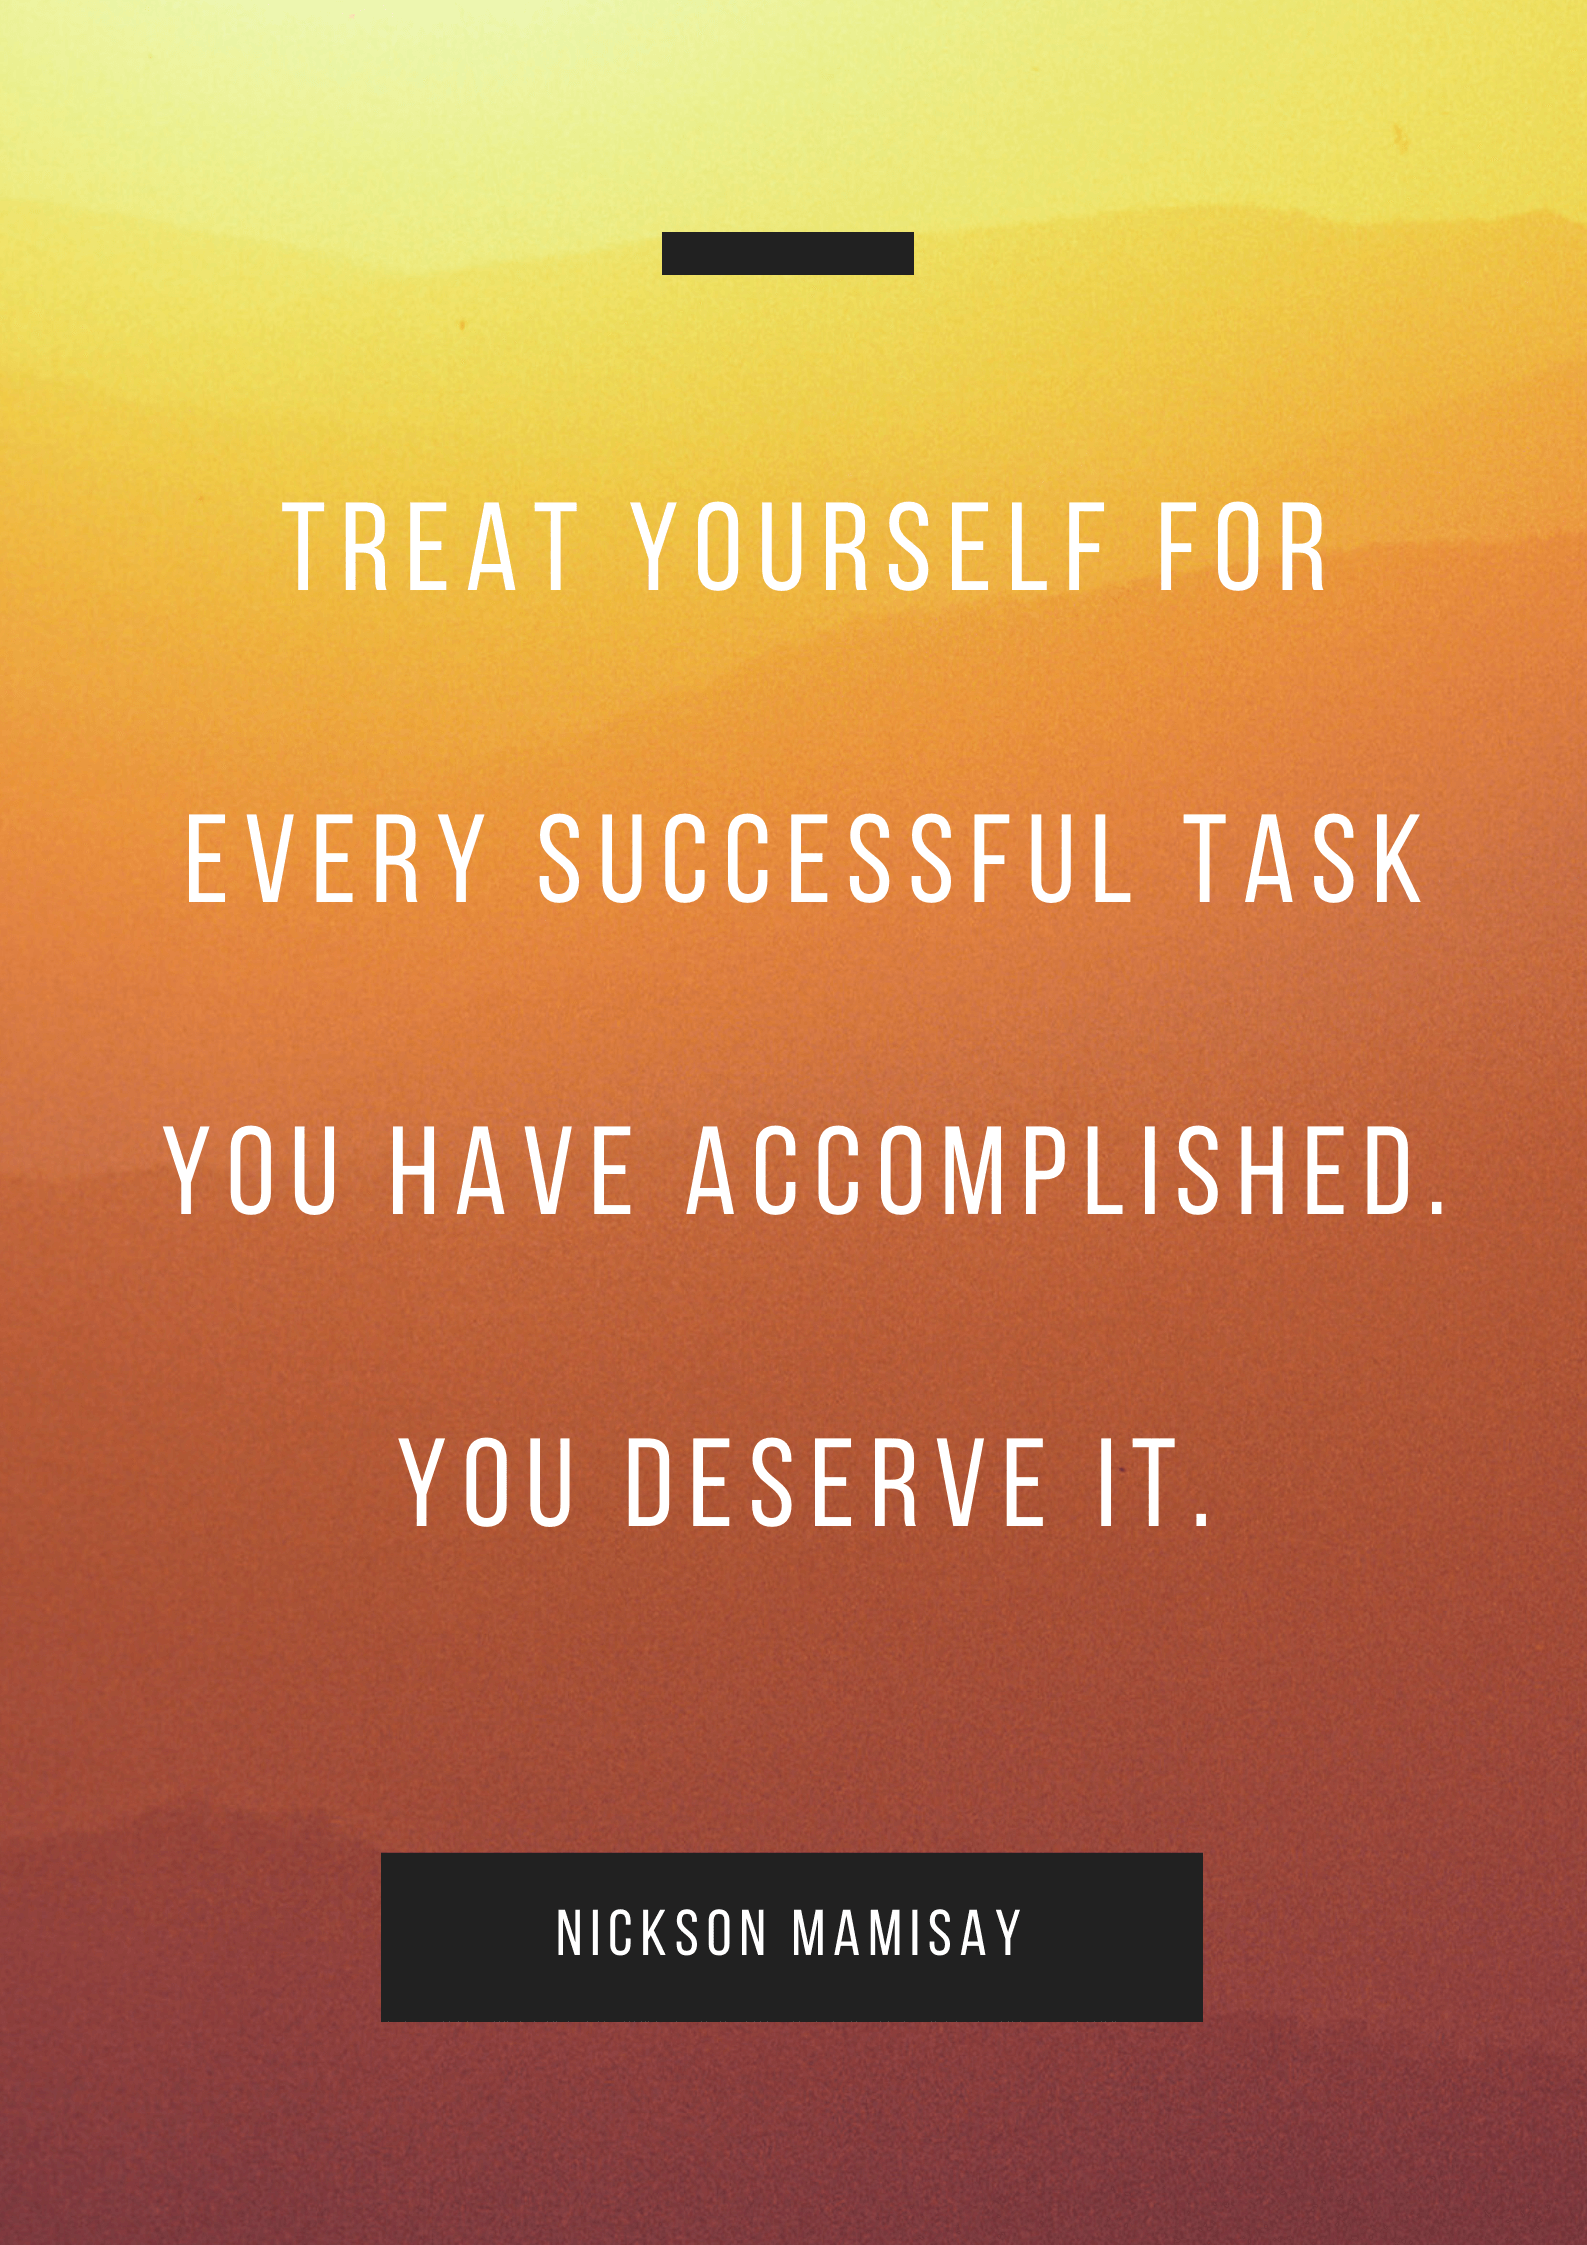 TREAT YOURSELF FOR
EVERY SUCCESSFUL TASK
YOU HAVE ACCOMPLISHED.
YOU DESERVE IT.
NICKSON MAMISAY